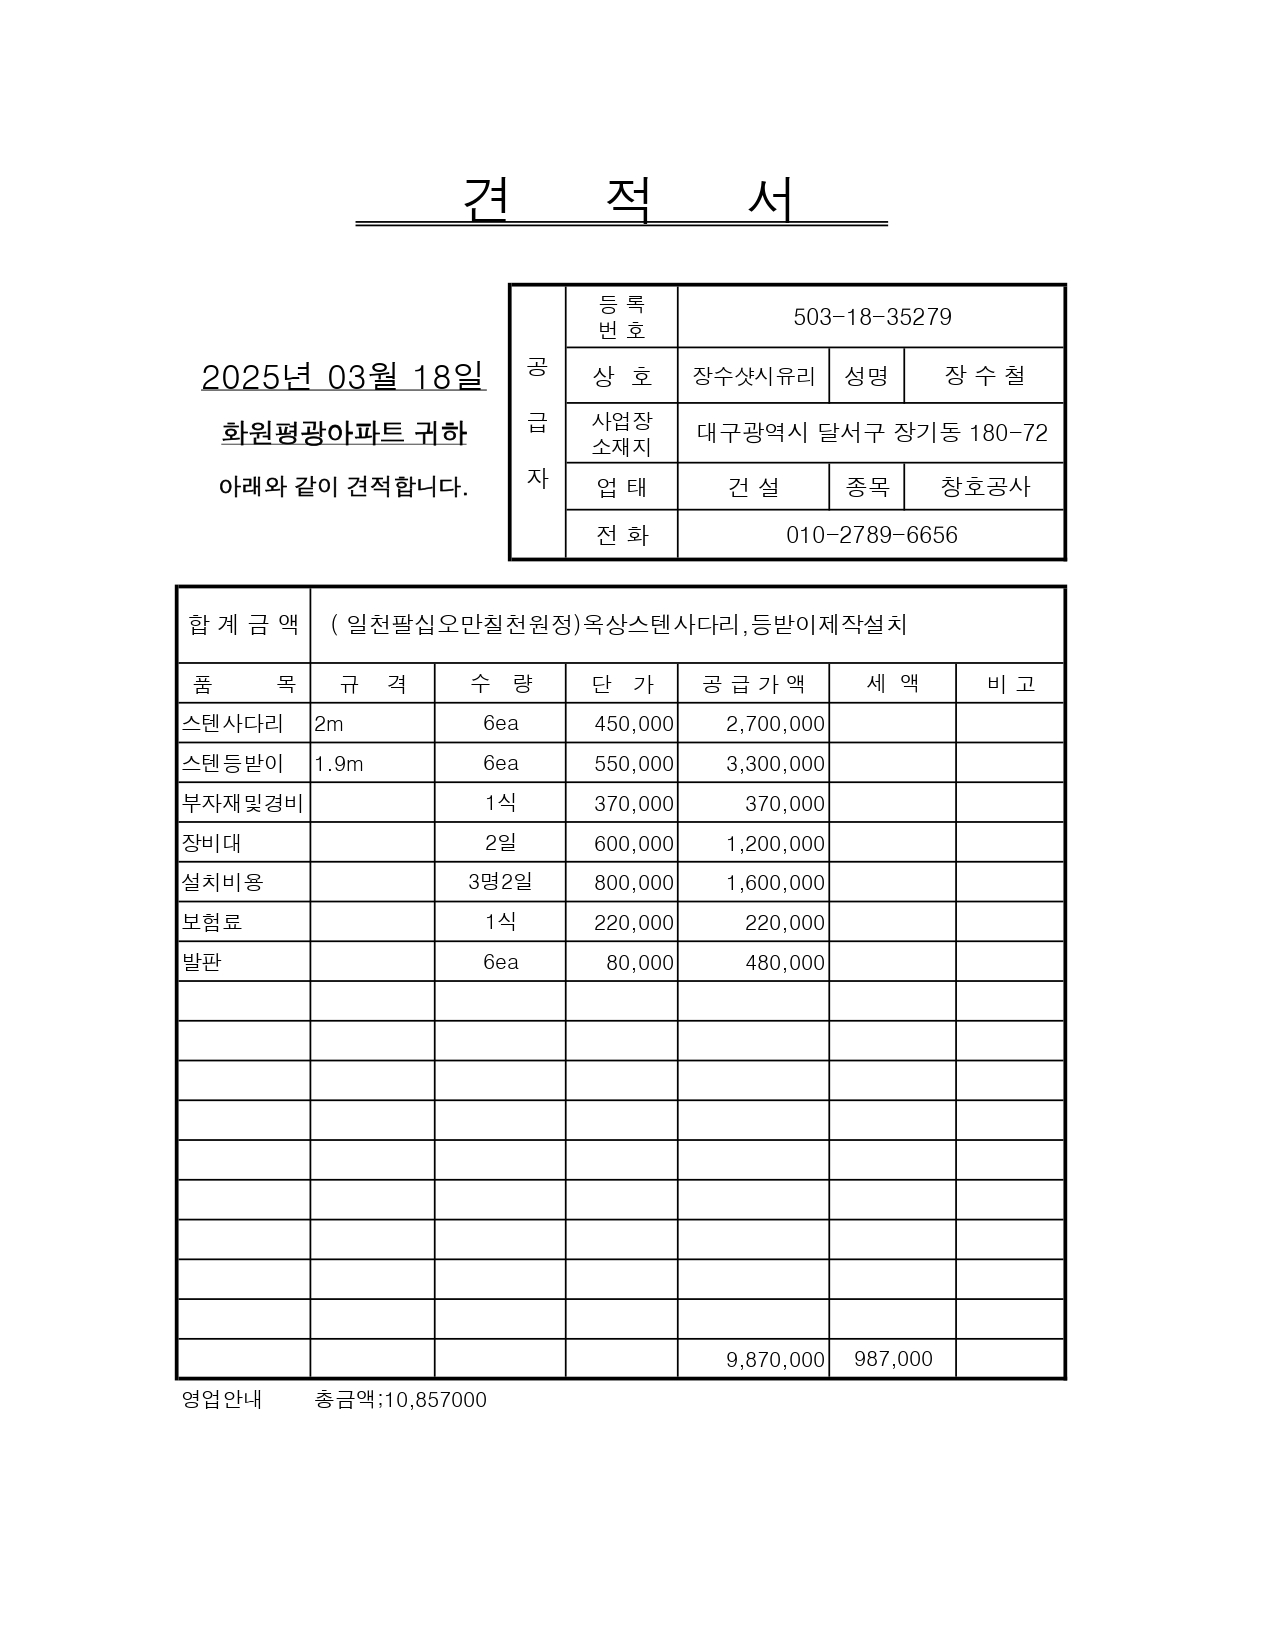 견 적 서
등 록
번 호
503-18-35279
2025년 03월 18일
화원평광아파트 귀하
아래와 같이 견적합니다.
공
급
자
상 호 장수샷시유리 성명 장 수 철
사업장
소재지
대구광역시 달서구 장기동 180-72
업 태 건 설 종목 창호공사
전 화 010-2789-6656
합 계 금 액 ( 일천팔십오만칠천원정)옥상스텐사다리,등받이제작설치
품 목 규 격 수 량 단 가 공 급 가 액 세 액 비 고
스텐사다리 2m 6ea 450,000 2,700,000
스텐등받이 1.9m 6ea 550,000 3,300,000
부자재및경비 1식 370,000 370,000
장비대 2일 600,000 1,200,000
설치비용 3명2일 800,000 1,600,000
보험료 1식 220,000 220,000
발판 6ea 80,000 480,000
9,870,000 987,000
영업안내 총금액;10,857000